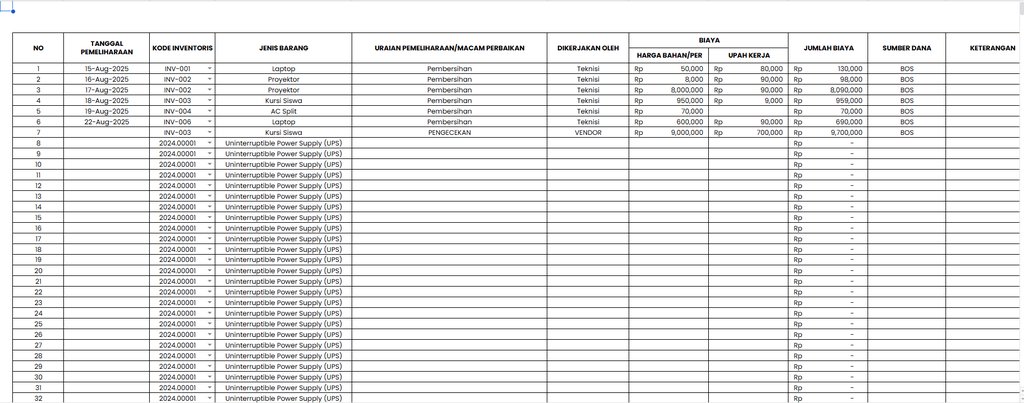 NO TANGGAL PEMELIHARAAN KODE INVENTORIS JENIS BARANG URAIAN PEMELIHARAAN/MACAM PERBAIKAN DIKERJAKAN OLEH BIAYA JUMLAH BIAYA SUMBER DANA KETERANGAN
HARGA BAHAN/PER UPAH KERJA
1 15-Aug-2025 INV-001 Laptop Pembersihan Teknisi Rp 50,000 Rp 80,000 Rp 130,000 BOS
2 16-Aug-2025 INV-002 Proyektor Pembersihan Teknisi Rp 8,000 Rp 90,000 Rp 98,000 BOS
3 17-Aug-2025 INV-002 Proyektor Pembersihan Teknisi Rp 8,000,000 Rp 90,000 Rp 8,090,000 BOS
4 18-Aug-2025 INV-003 Kursi Siswa Pembersihan Teknisi Rp 950,000 Rp 9,000 Rp 959,000 BOS
5 19-Aug-2025 INV-004 AC Split Pembersihan Teknisi Rp 70,000 Rp 70,000 BOS
6 22-Aug-2025 INV-006 Laptop Pembersihan Teknisi Rp 600,000 Rp 90,000 Rp 690,000 BOS
7 INV-003 Kursi Siswa PENGECEKAN VENDOR Rp 9,000,000 Rp 700,000 Rp 9,700,000 BOS
8 2024.00001 Uninterruptible Power Supply (UPS) Rp -
9 2024.00001 Uninterruptible Power Supply (UPS) Rp -
10 2024.00001 Uninterruptible Power Supply (UPS) Rp -
11 2024.00001 Uninterruptible Power Supply (UPS) Rp -
12 2024.00001 Uninterruptible Power Supply (UPS) Rp -
13 2024.00001 Uninterruptible Power Supply (UPS) Rp -
14 2024.00001 Uninterruptible Power Supply (UPS) Rp -
15 2024.00001 Uninterruptible Power Supply (UPS) Rp -
16 2024.00001 Uninterruptible Power Supply (UPS) Rp -
17 2024.00001 Uninterruptible Power Supply (UPS) Rp -
18 2024.00001 Uninterruptible Power Supply (UPS) Rp -
19 2024.00001 Uninterruptible Power Supply (UPS) Rp -
20 2024.00001 Uninterruptible Power Supply (UPS) Rp -
21 2024.00001 Uninterruptible Power Supply (UPS) Rp -
22 2024.00001 Uninterruptible Power Supply (UPS) Rp -
23 2024.00001 Uninterruptible Power Supply (UPS) Rp -
24 2024.00001 Uninterruptible Power Supply (UPS) Rp -
25 2024.00001 Uninterruptible Power Supply (UPS) Rp -
26 2024.00001 Uninterruptible Power Supply (UPS) Rp -
27 2024.00001 Uninterruptible Power Supply (UPS) Rp -
28 2024.00001 Uninterruptible Power Supply (UPS) Rp -
29 2024.00001 Uninterruptible Power Supply (UPS) Rp -
30 2024.00001 Uninterruptible Power Supply (UPS) Rp -
31 2024.00001 Uninterruptible Power Supply (UPS) Rp -
32 2024.00001 Uninterruptible Power Supply (UPS) Rp -